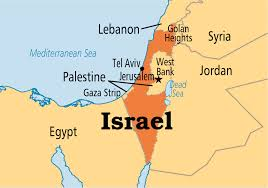 Lebanon
Golan
Heights
Syria
Mediterranean Sea
Tel Aviv
West
Bank
Palestine
Jerusalem
Gaza Strip
Dead
Sea
Jordan
Israel
Egypt